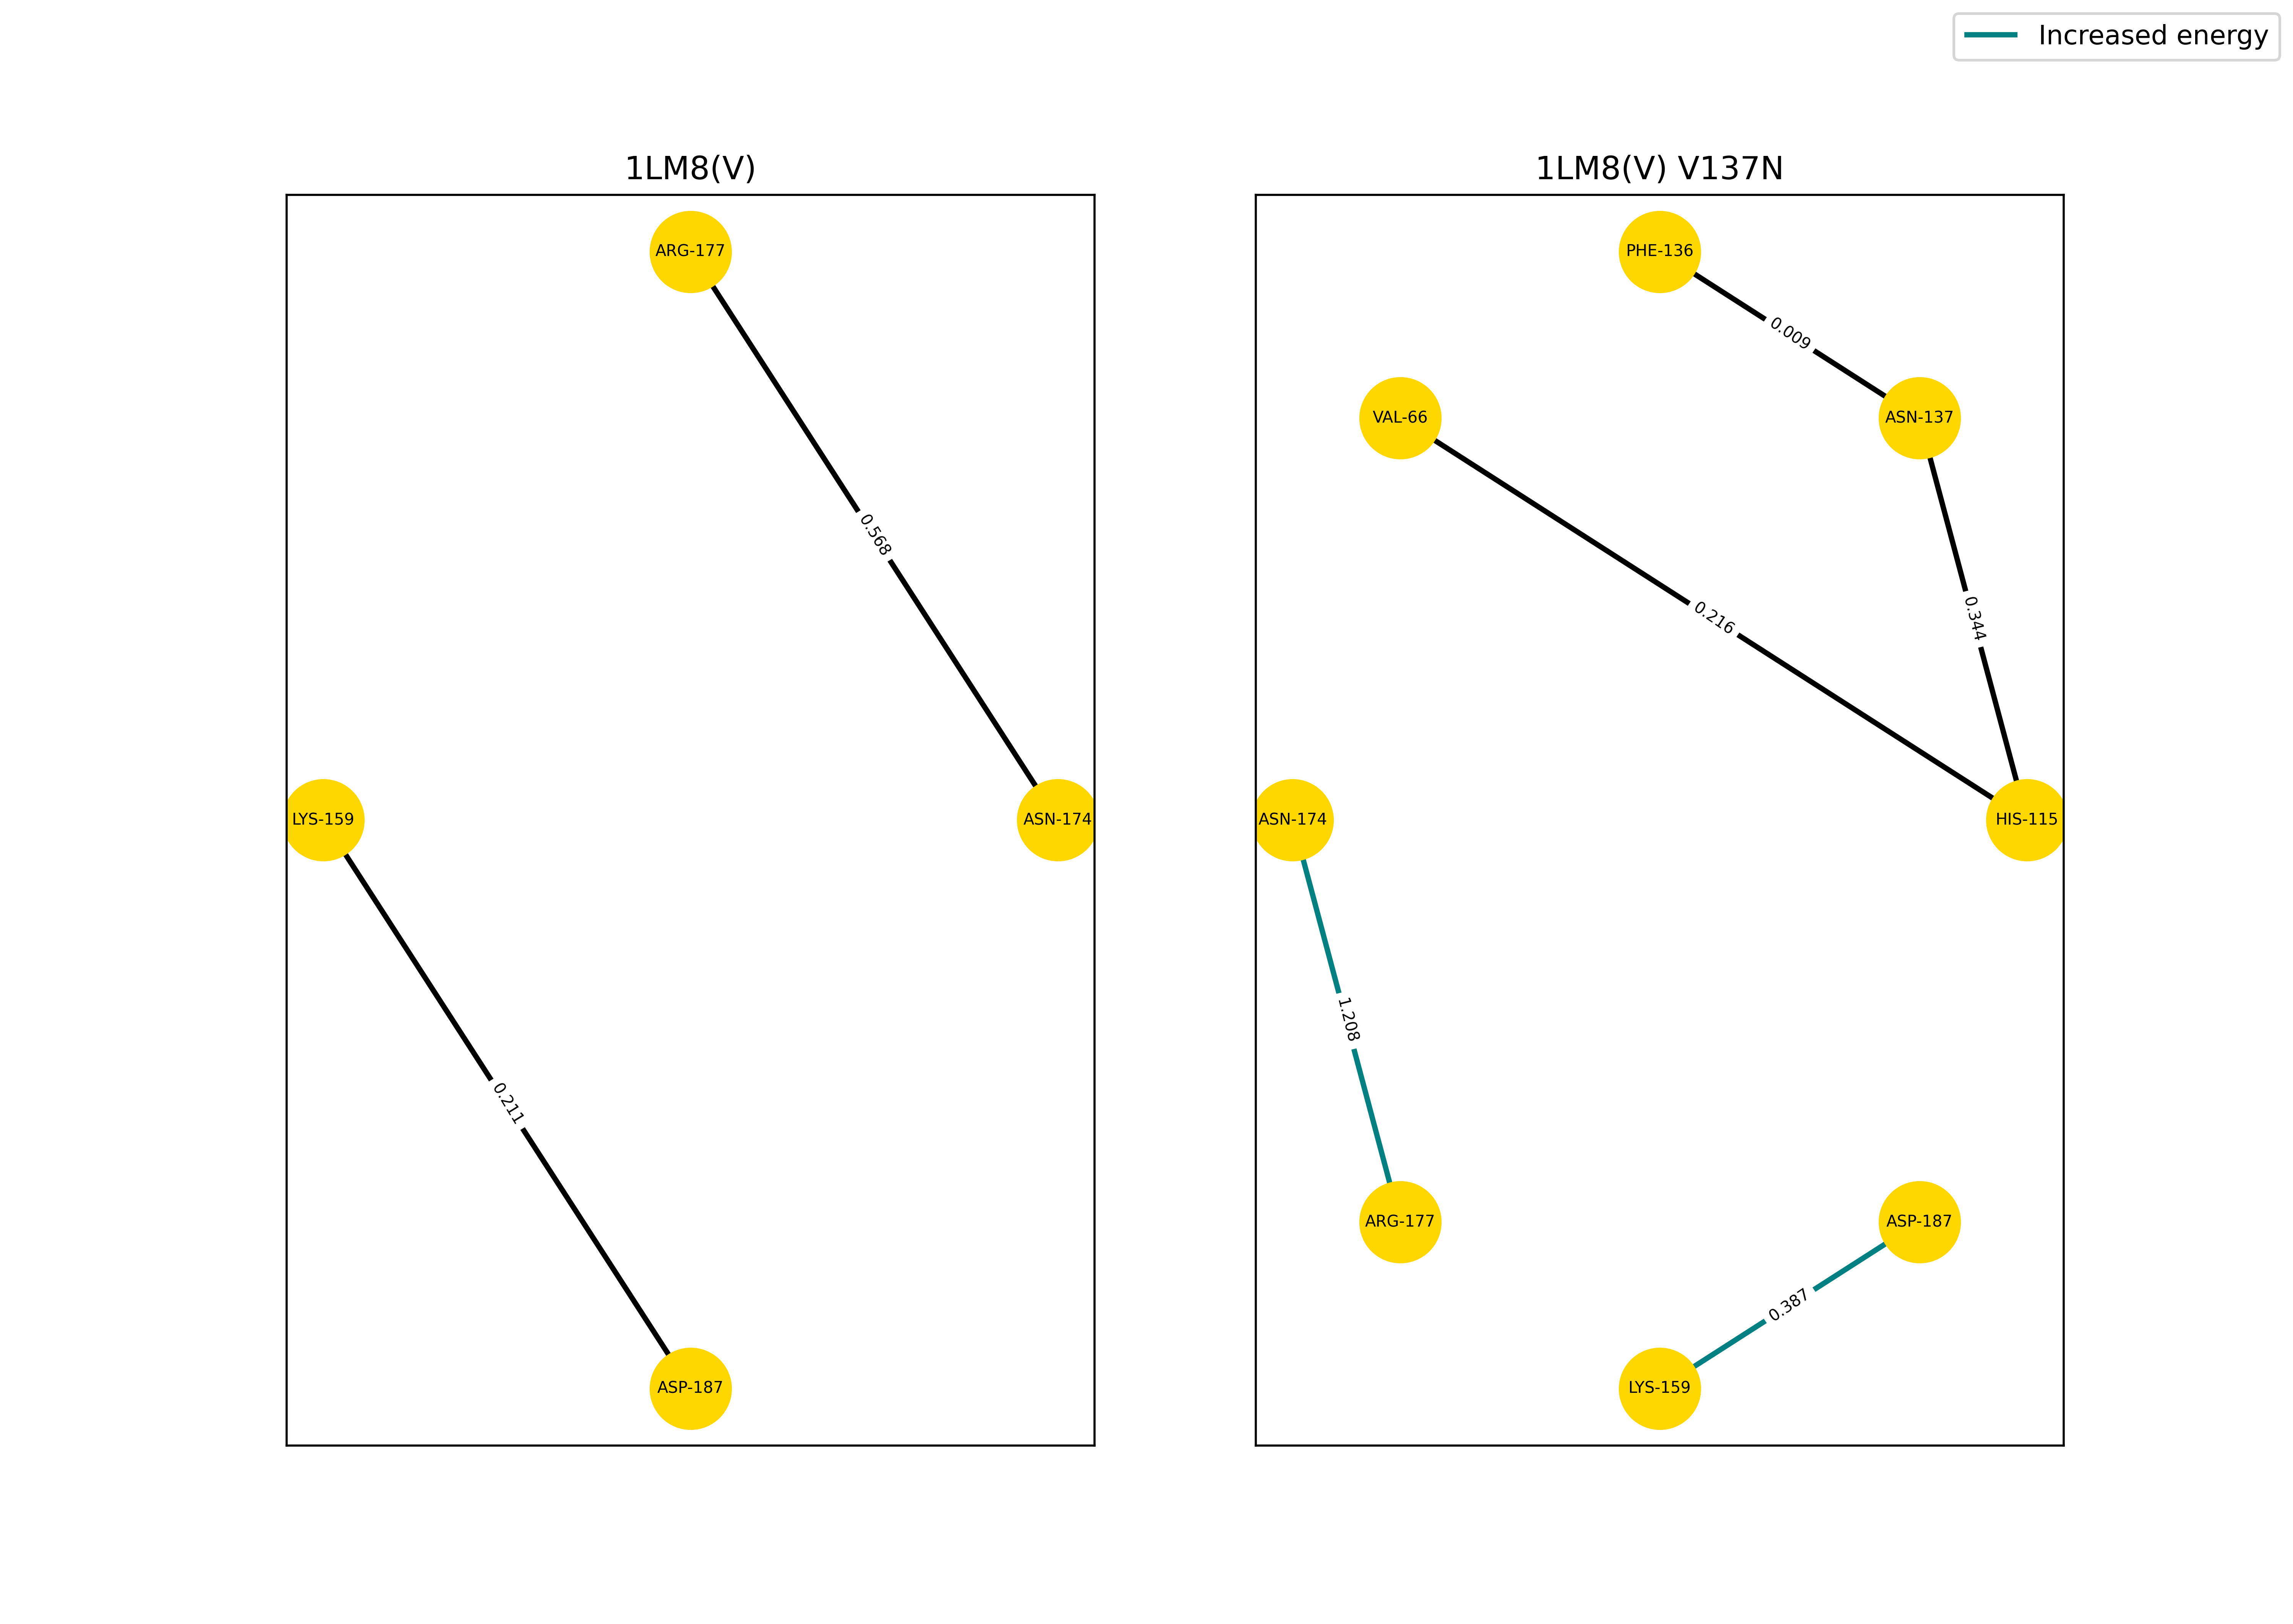 Increased energy
1LM8(V)
ARG-177
0.568
LYS-159
ASN-174
0.211
ASP-187
1LM8(V) V137N
PHE-136
0.009
VAL-66
ASN-137
0.216
0.344
ASN-174
HIS-115
1.208
ARG-177
ASP-187
0.387
LYS-159